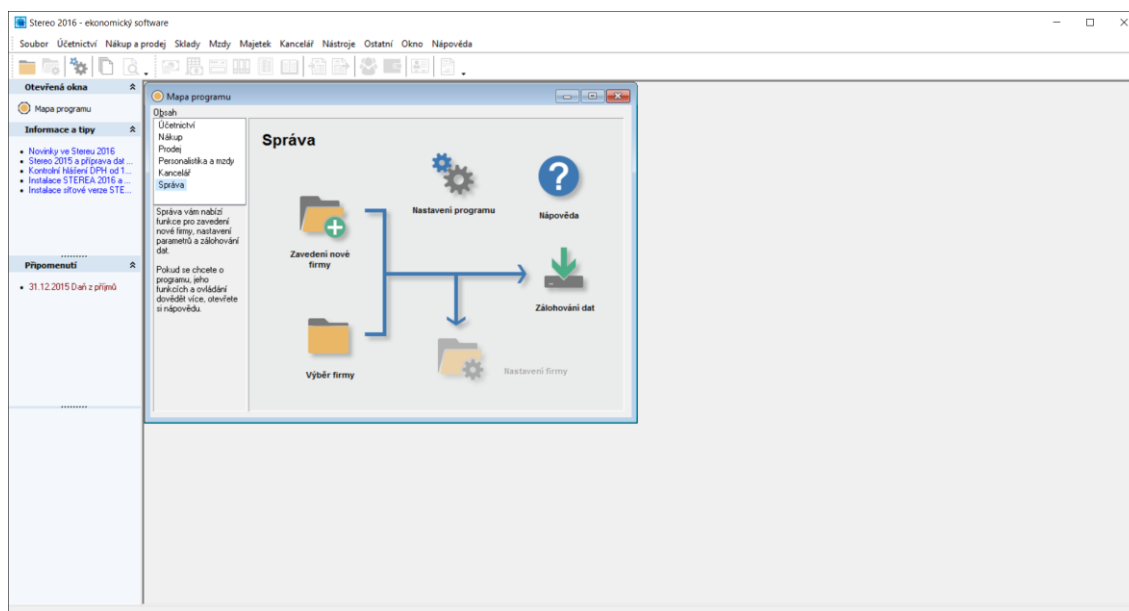 Stereo 2016 - ekonomický software
Soubor Účetnictví Nákup a prodej Sklady Mzdy Majetek Kancelář Nástroje Ostatní Okno Nápověda
Otevřená okna
Mapa programu
Informace a tipy
Novinky ve Stereu 2016
Stereo 2015 a příprava dat ...
Kontrolní hlášení DPH od 1...
Instalace STEREA 2016 a ...
Instalace síťové verze STE...
Připomenutí
31.12.2015 Daň z příjmů
Mapa programu
Obsah
Účetnictví
Nákup
Prodej
Personalistika a mzdy
Kancelář
Správa
Správa vám nabízí
funkce pro zavedení
nové firmy, nastavení
parametrů a zálohování
dat.
Pokud se chcete o
programu, jeho
funkcích a ovládání
dovědět více, otevřete
si nápovědu.
Správa
Nastavení programu
Nápověda
Zavedení nové
firmy
Zálohování dat
Výběr firmy
Nastavení firmy